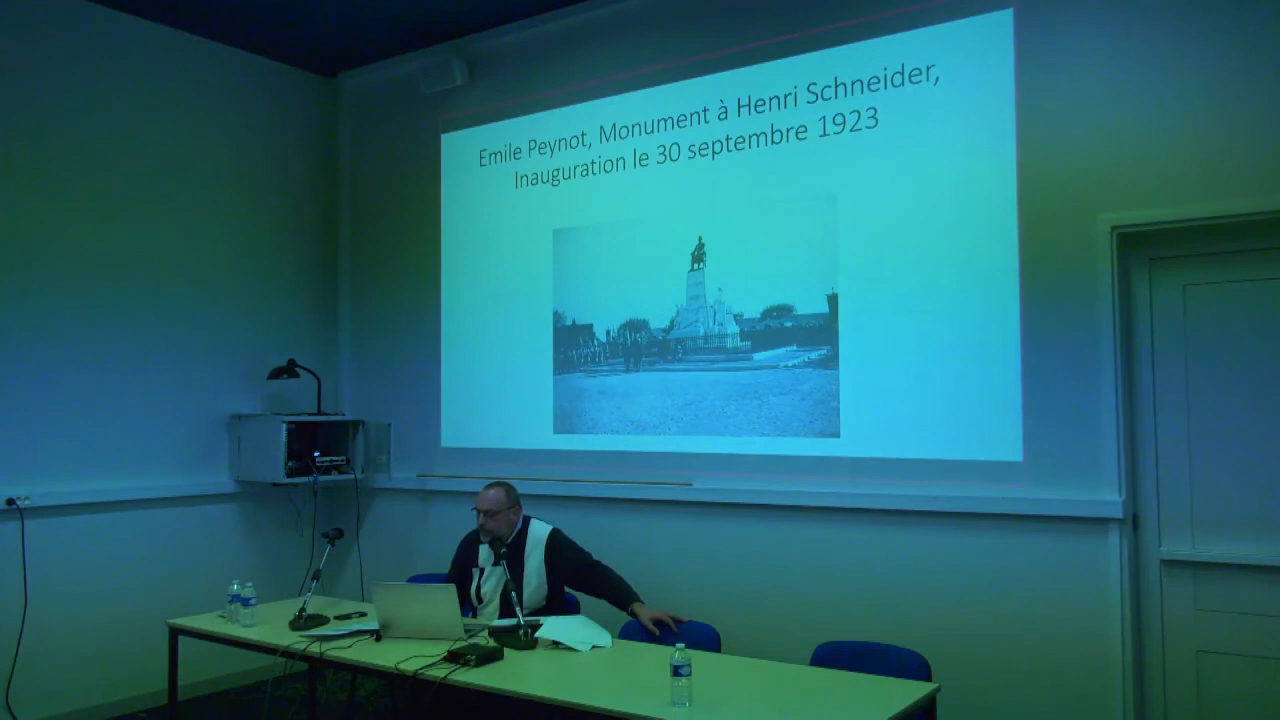 Emile Peynot, Monument à Henri Schneider,
Inauguration le 30 septembre 1923